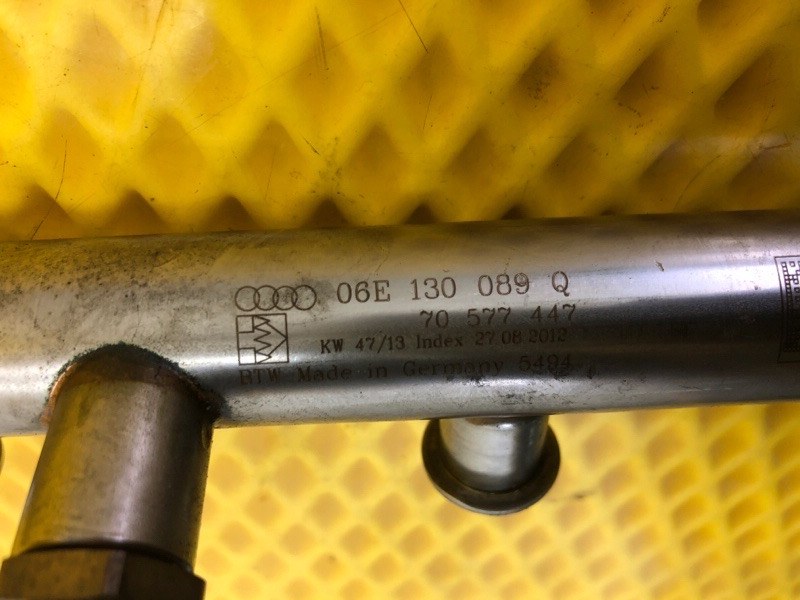 06E 130 089 Q
70 577 447
KW 47/13 Index 27 08 2012
BTW Made in Germany 5494